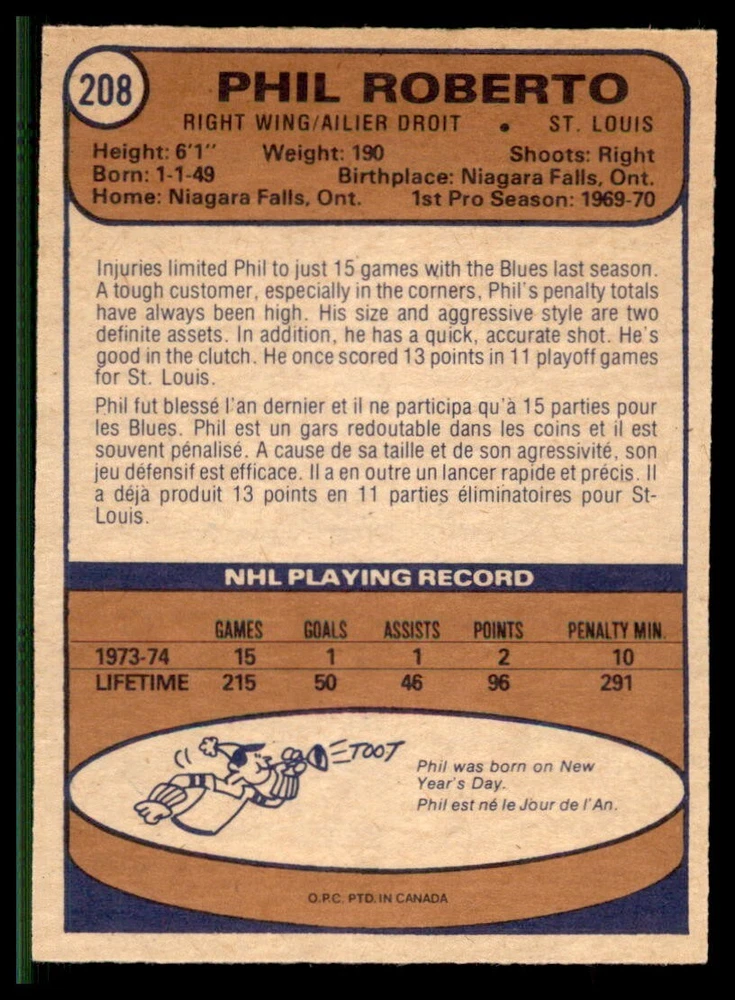 208
PHIL ROBERTO
RIGHT WING/AILIER DROIT • ST. LOUIS
Height: 6'1" Weight: 190 Shoots: Right
Born: 1-1-49 Birthplace: Niagara Falls, Ont.
Home: Niagara Falls, Ont. 1st Pro Season: 1969-70
Injuries limited Phil to just 15 games with the Blues last season.
A tough customer, especially in the corners, Phil's penalty totals
have always been high. His size and aggressive style are two
definite assets. In addition, he has a quick, accurate shot. He's
good in the clutch. He once scored 13 points in 11 playoff games
for St. Louis.
Phil fut blessé l'an dernier et il ne participa qu'à 15 parties pour
les Blues. Phil est un gars redoutable dans les coins et il est
souvent pénalisé. A cause de sa taille et de son agressivité, son
jeu défensif est efficace. Il a en outre un lancer rapide et précis. Il
a déjà produit 13 points en 11 parties éliminatoires pour St-
Louis.
NHL PLAYING RECORD
GAMES GOALS ASSISTS POINTS PENALTY MIN.
1973-74 15 1 1 2 10
LIFETIME 215 50 46 96 291
TOOT
Phil was born on New
Year's Day.
Phil est né le Jour de l'An.
O.P.C. PTD. IN CANADA